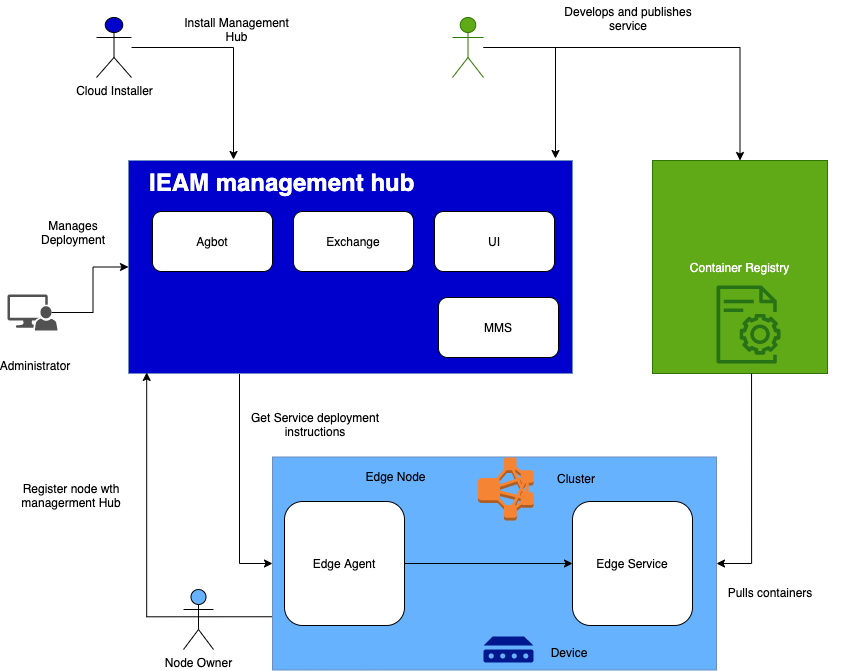 Install Management
Hub
Develops and publishes
service
Cloud Installer
IEAM management hub
Agbot
Exchange
UI
MMS
Manages
Deployment
Administrator
Container Registry
Get Service deployment
instructions
Register node wth
managerment Hub
Edge Node
Cluster
Edge Agent
Edge Service
Pulls containers
Device
Node Owner